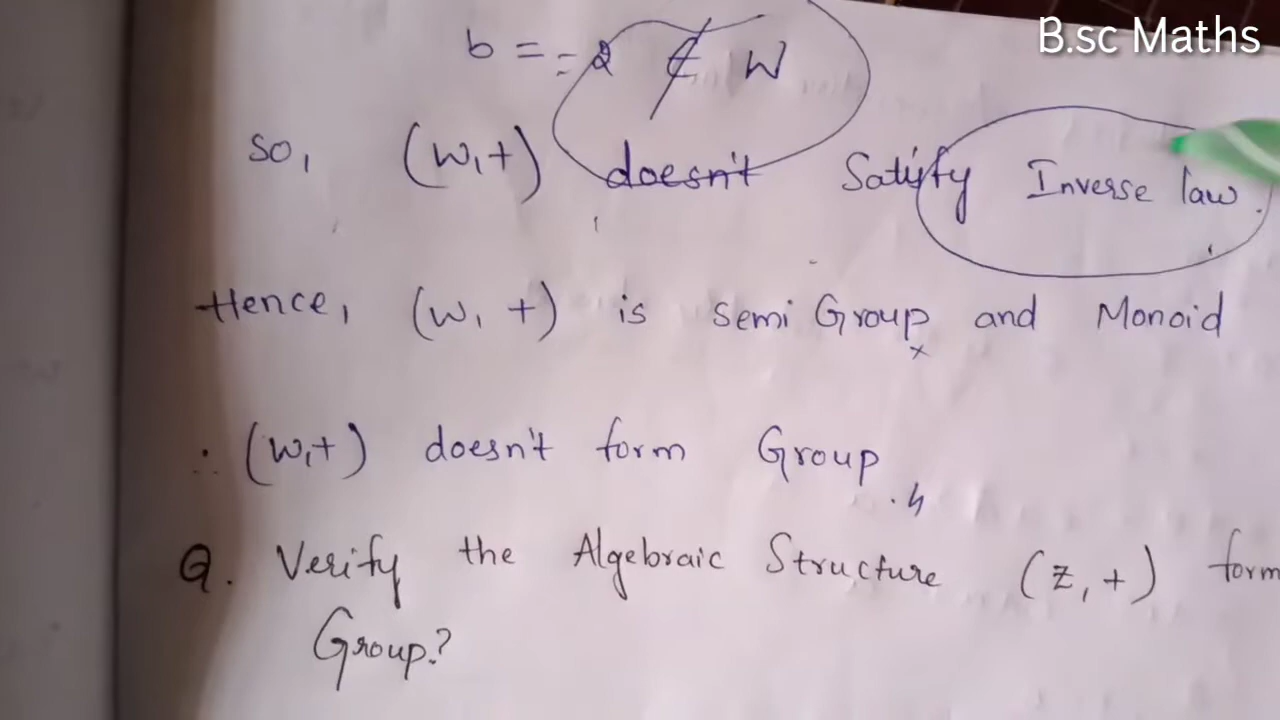 B.sc Maths
b = -2 ∉ W
So, (W, +) doesn't Satisfy Inverse law.
Hence, (W, +) is Semi Group and Monoid
∴ (W, +) doesn't form Group.
Q. Verify the Algebraic Structure (Z, +) form
Group?